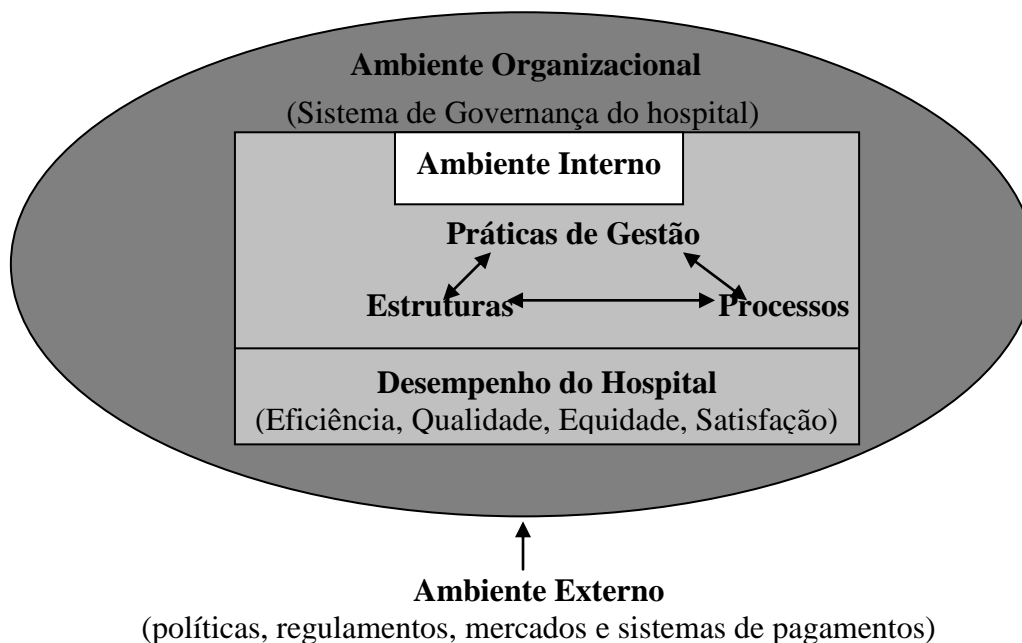 Ambiente Organizacional
(Sistema de Governança do hospital)
Ambiente Interno
Práticas de Gestão
Estruturas
Processos
Desempenho do Hospital
(Eficiência, Qualidade, Equidade, Satisfação)
Ambiente Externo
(políticas, regulamentos, mercados e sistemas de pagamentos)